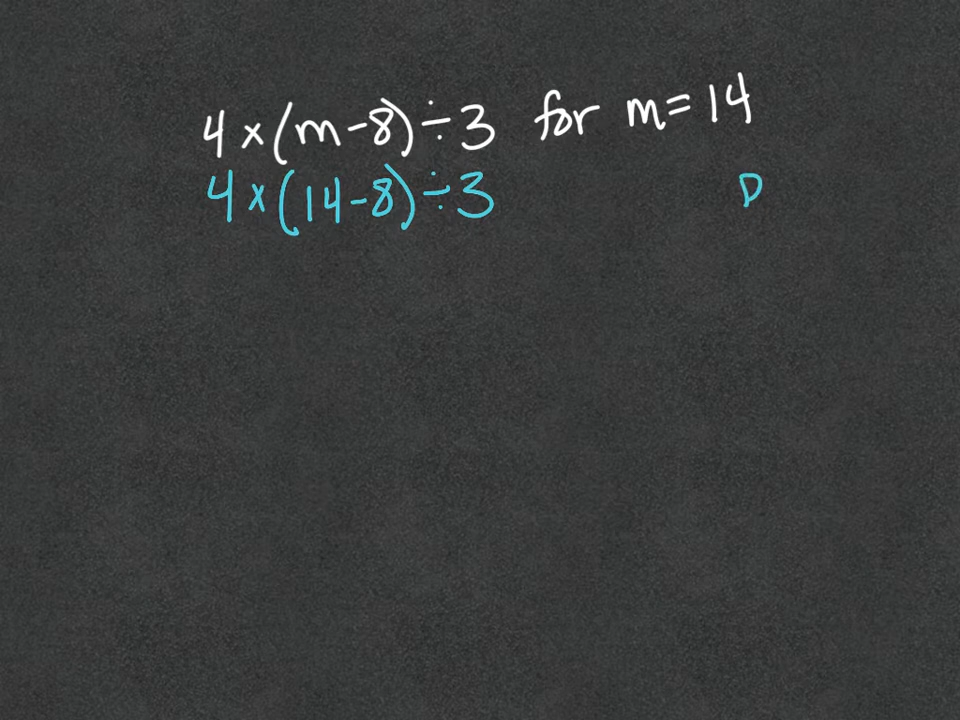 4 × (m - 8) ÷ 3 for m = 14
4 × (14 - 8) ÷ 3 P